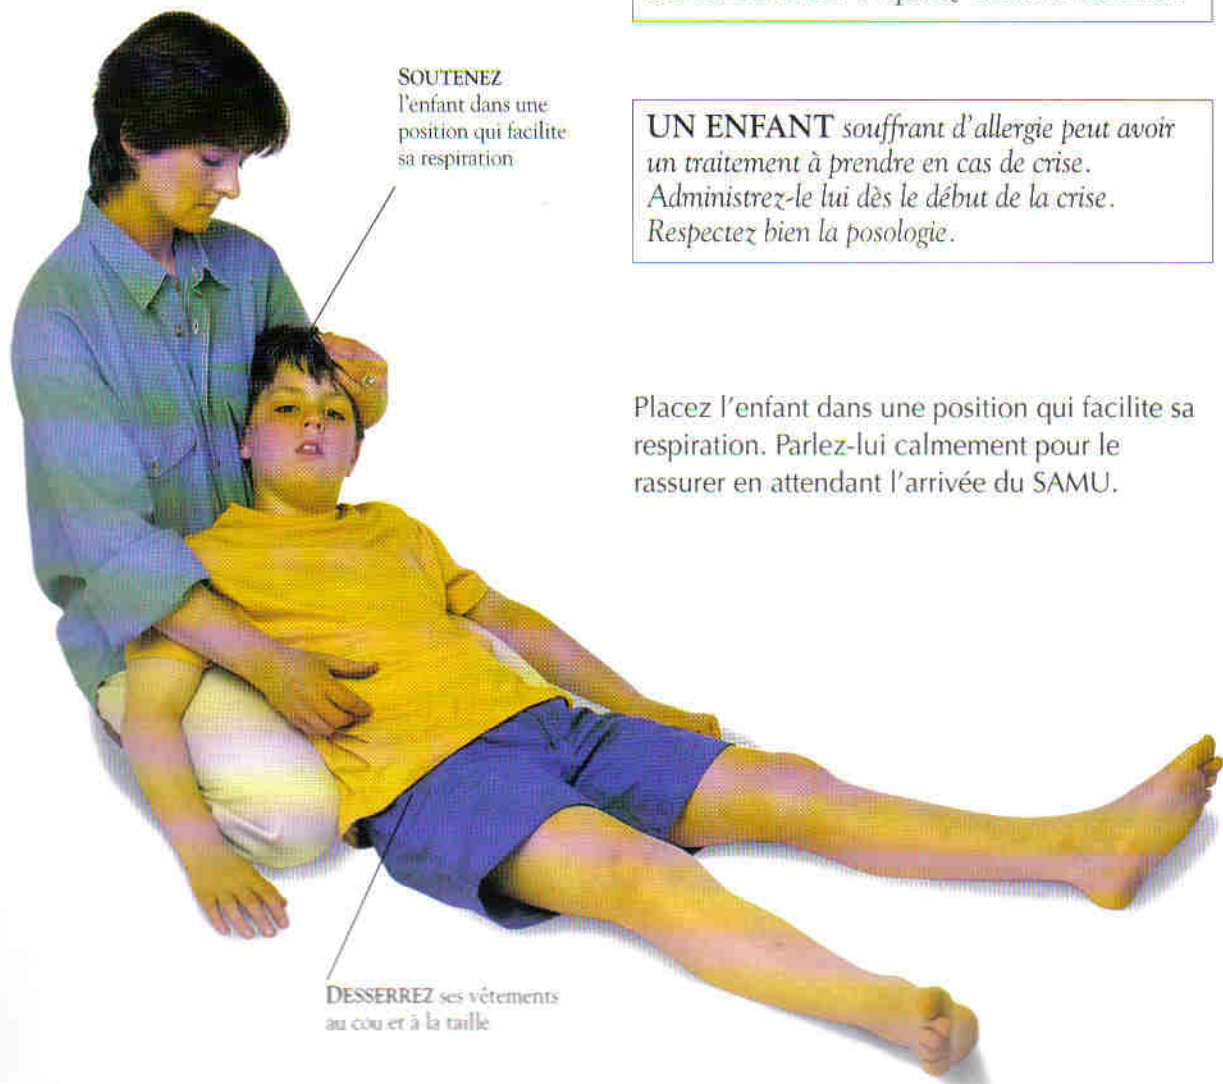 SOUTENEZ
l'enfant dans une
position qui facilite
sa respiration
UN ENFANT souffrant d'allergie peut avoir
un traitement à prendre en cas de crise.
Administrez-le lui dès le début de la crise.
Respectez bien la posologie.
Placez l'enfant dans une position qui facilite sa
respiration. Parlez-lui calmement pour le
rassurer en attendant l'arrivée du SAMU.
DESSERREZ ses vêtements
au cou et à la taille